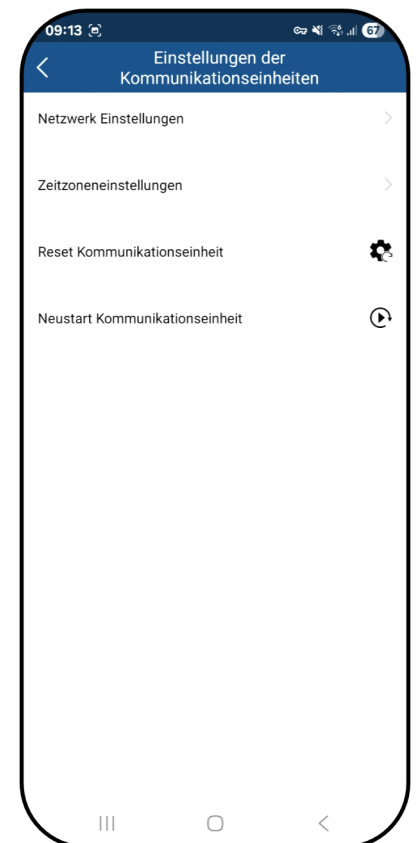 09:13
67
Einstellungen der
Kommunikationseinheiten
Netzwerk Einstellungen
Zeitzoneneinstellungen
Reset Kommunikationseinheit
Neustart Kommunikationseinheit